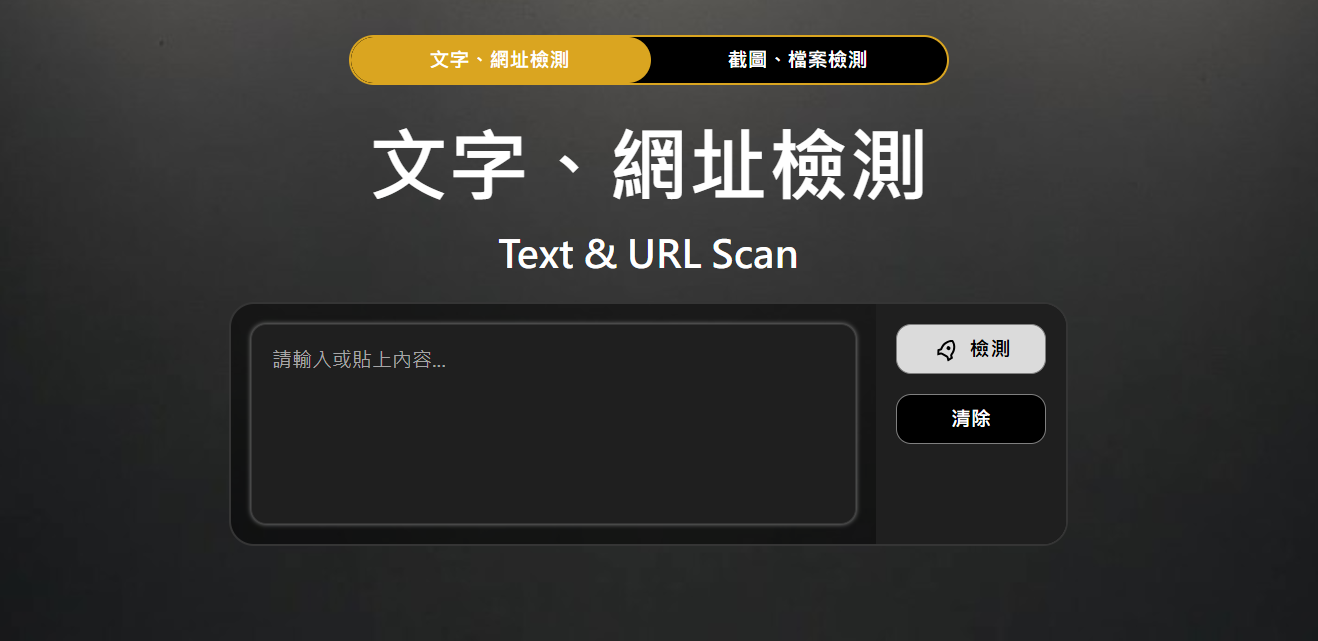 文字、網址檢測
截圖、檔案檢測
文字、網址檢測
Text & URL Scan
請輸入或貼上內容...
檢測
清除